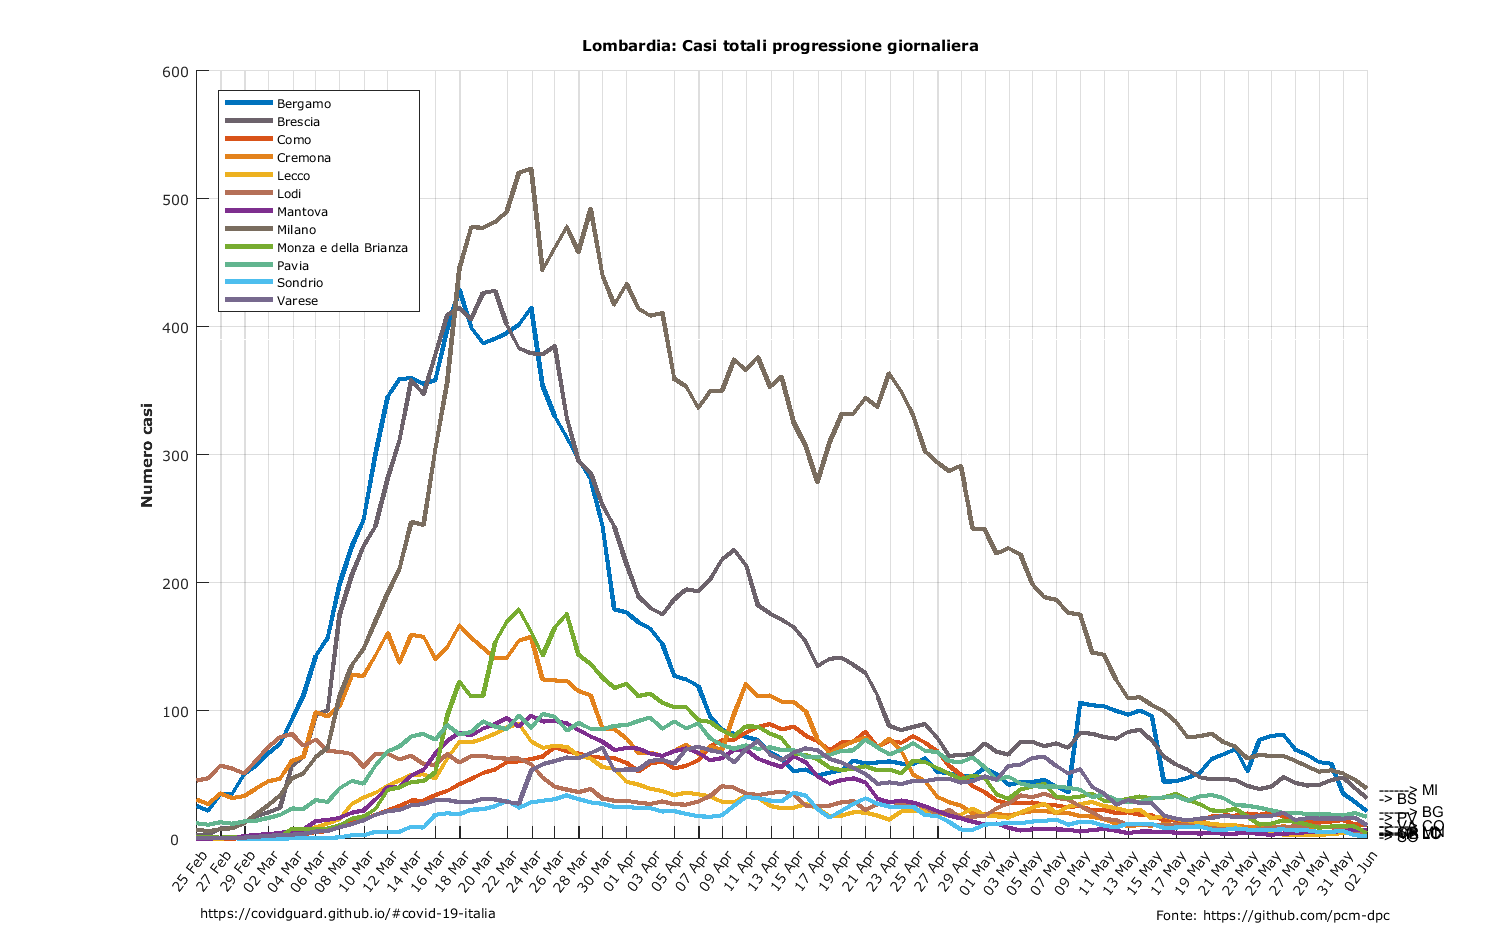 Lombardia: Casi totali progressione giornaliera
600
500
400
300
200
100
0
Numero casi
Bergamo
Brescia
Como
Cremona
Lecco
Lodi
Mantova
Milano
Monza e della Brianza
Pavia
Sondrio
Varese
------> MI
-> BS
-> BG
-> PV
25 Feb
27 Feb
29 Feb
02 Mar
04 Mar
06 Mar
08 Mar
10 Mar
12 Mar
14 Mar
16 Mar
18 Mar
20 Mar
22 Mar
24 Mar
26 Mar
28 Mar
30 Mar
01 Apr
03 Apr
05 Apr
07 Apr
09 Apr
11 Apr
13 Apr
15 Apr
17 Apr
19 Apr
21 Apr
23 Apr
25 Apr
27 Apr
29 Apr
01 May
03 May
05 May
07 May
09 May
11 May
13 May
15 May
17 May
19 May
21 May
23 May
25 May
27 May
29 May
31 May
02 Jun
https://covidguard.github.io/#covid-19-italia
Fonte: https://github.com/pcm-dpc